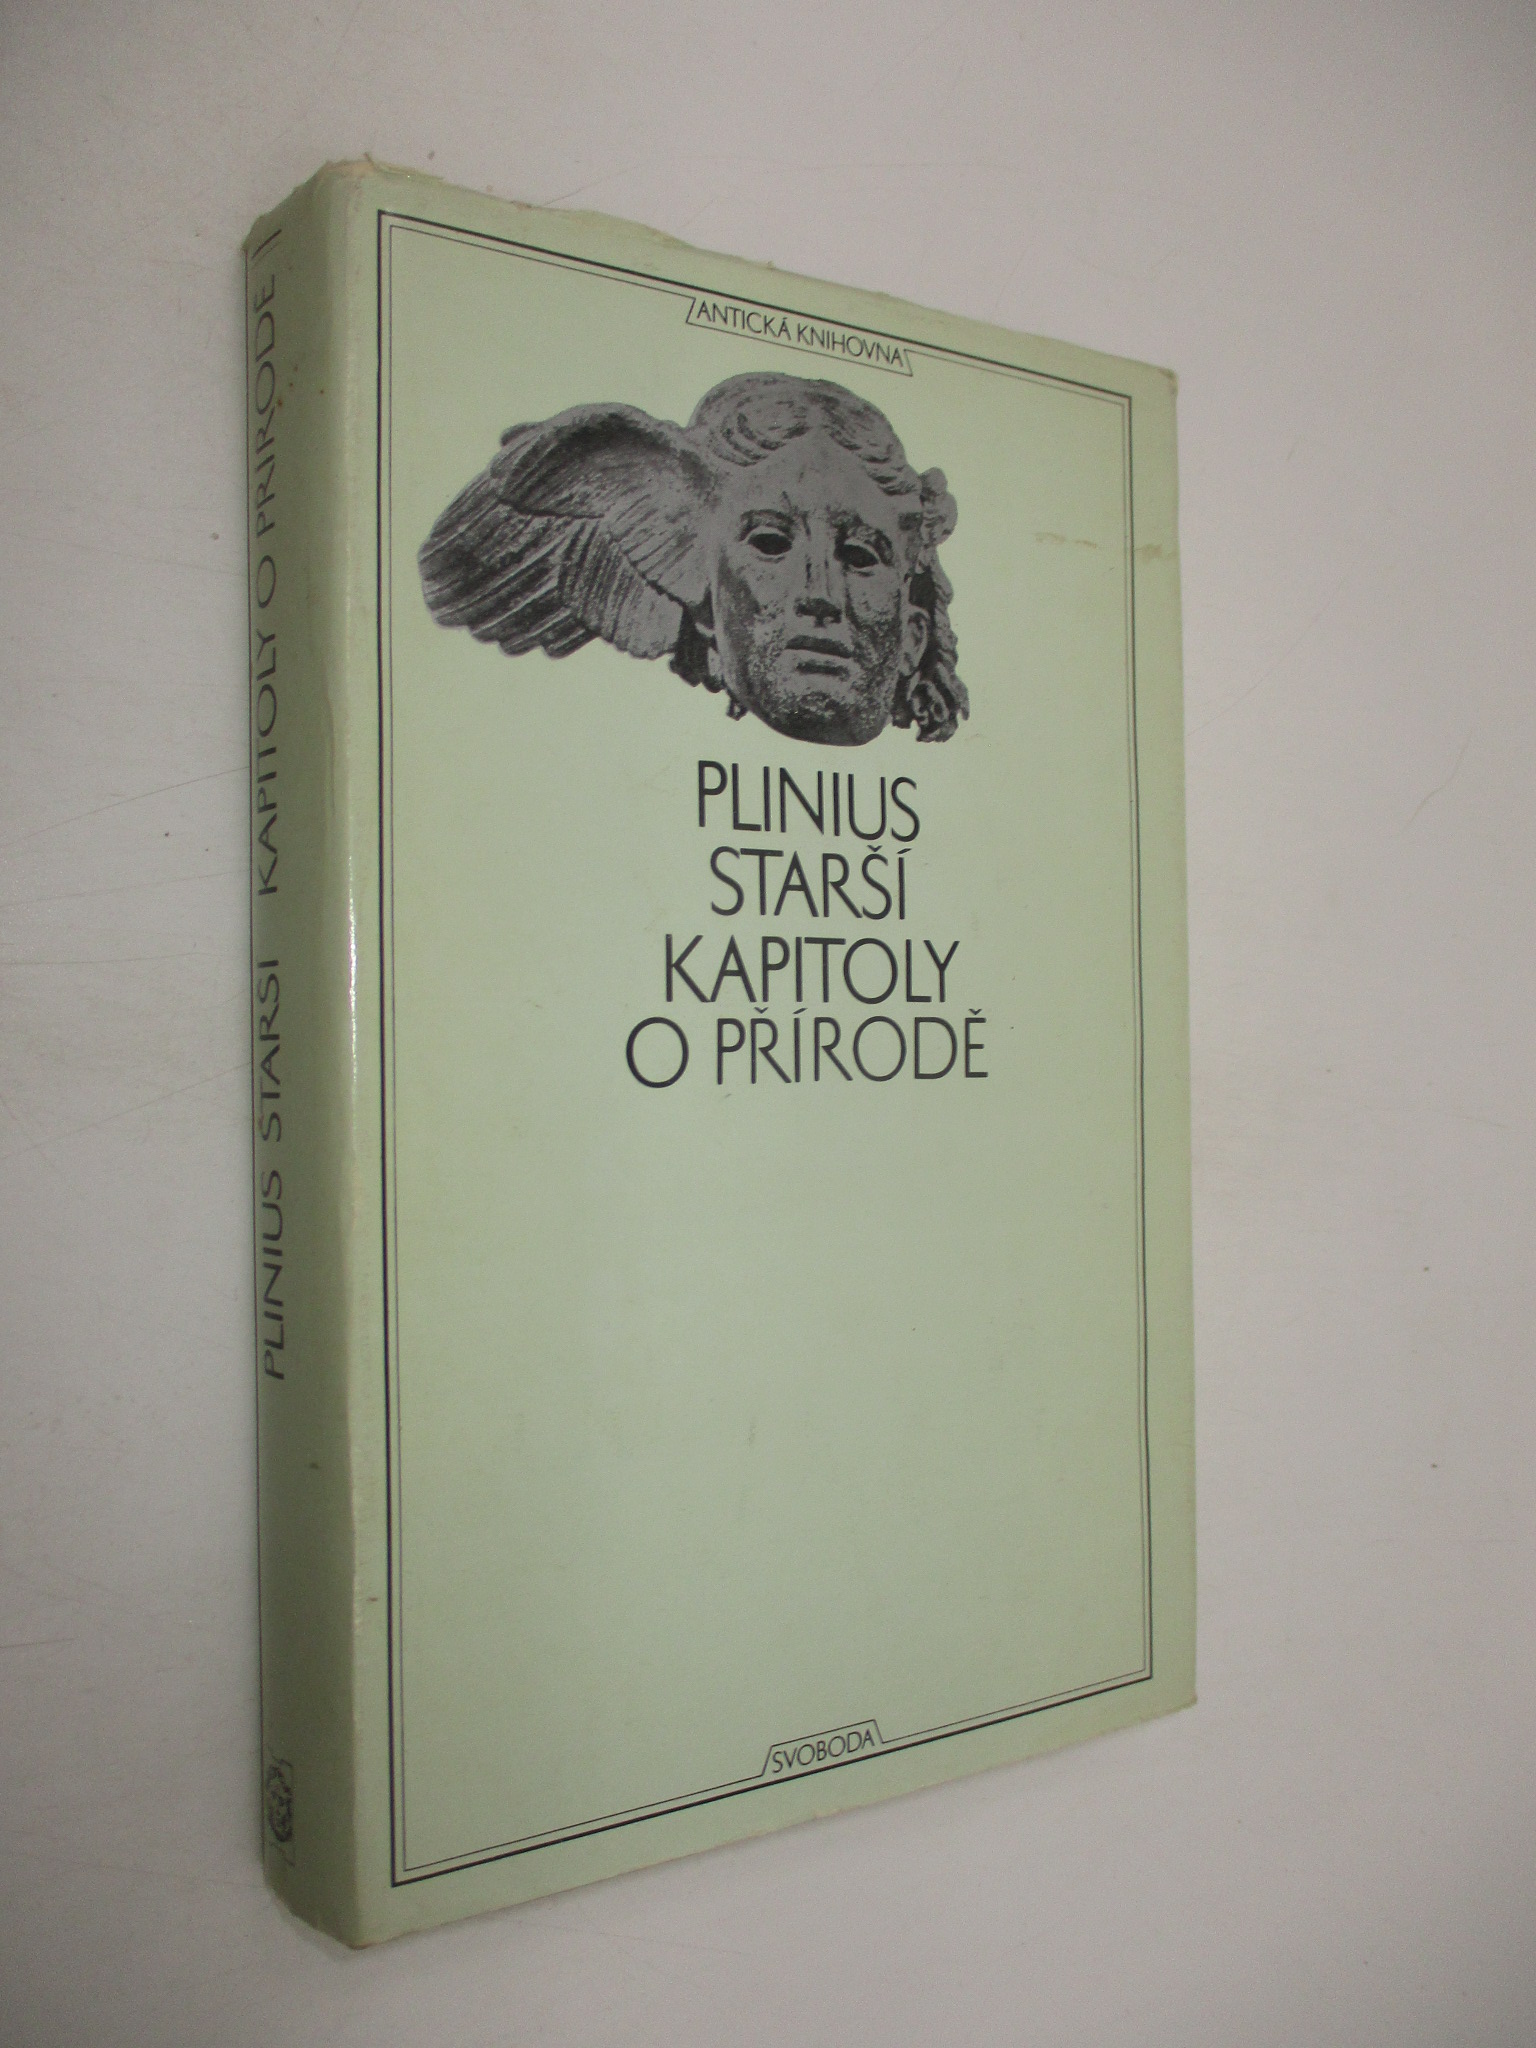 ANTICKÁ KNIHOVNA
PLINIUS
STARŠÍ
KAPITOLY
O PŘÍRODĚ
SVOBODA
PLINIUS STARŠÍ KAPITOLY O PŘÍRODĚ